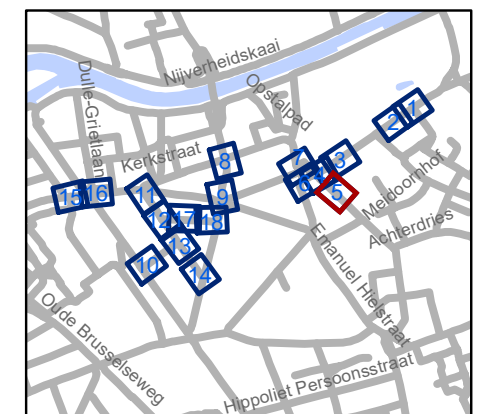 Nijverheidskaai
Dulle-Grietlaan
Opstalpad
Kerkstraat
1
2
3
4
5
6
7
8
9
10
11
12
13
14
15
16
17
18
Meidoornhof
Achterdries
Emanuel Hielstraat
Oude Brusselseweg
Hippoliet Persoonsstraat